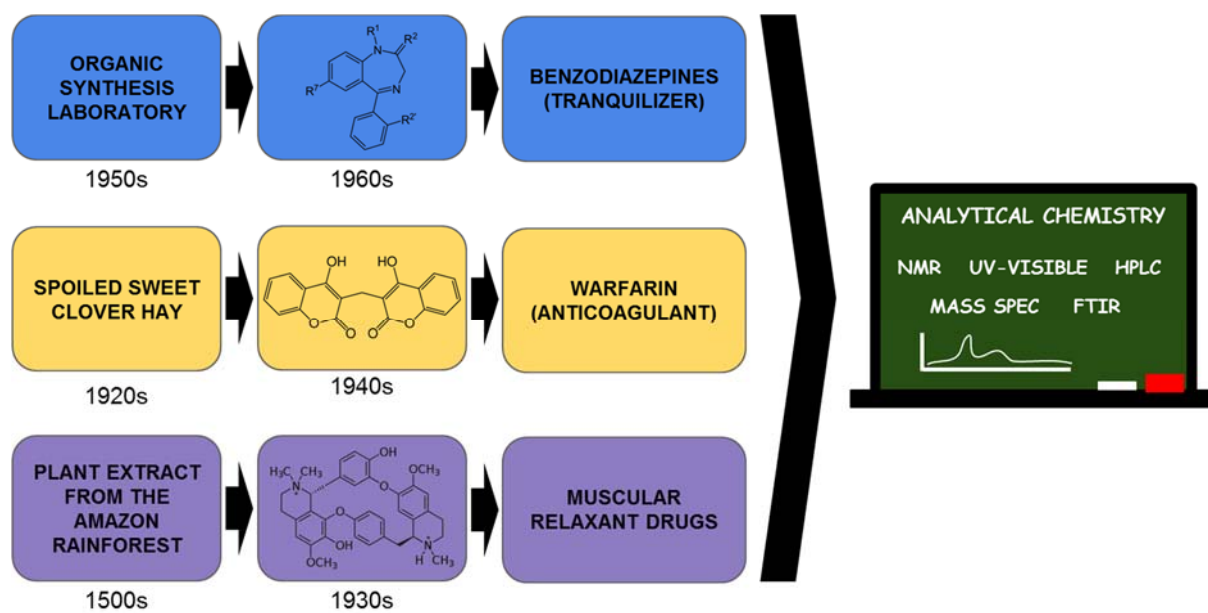 ORGANIC
SYNTHESIS
LABORATORY
1950s
R¹
N
R²
R⁷
N
R²'
1960s
BENZODIAZEPINES
(TRANQUILIZER)
SPOILED SWEET
CLOVER HAY
1920s
OH HO
O O O O
1940s
WARFARIN
(ANTICOAGULANT)
PLANT EXTRACT
FROM THE
AMAZON
RAINFOREST
1500s
OH
H₃C CH₃ OCH₃
N⁺ O
O
OH
OCH₃ N⁺
H CH₃
1930s
MUSCULAR
RELAXANT DRUGS
ANALYTICAL CHEMISTRY
NMR UV-VISIBLE HPLC
MASS SPEC FTIR